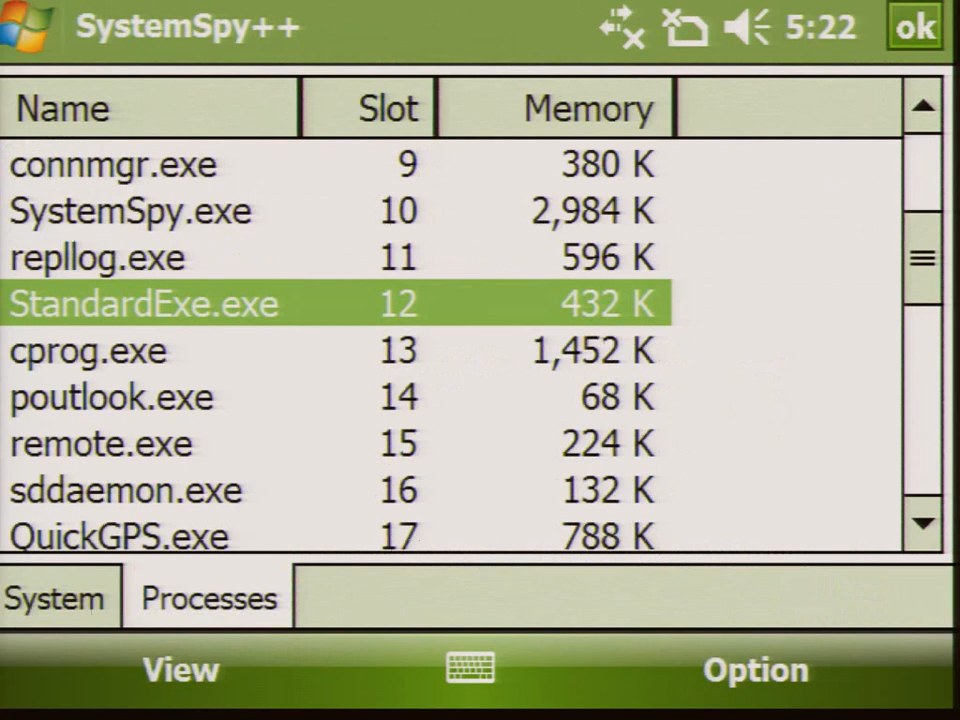 SystemSpy++ 5:22 ok
Name Slot Memory
connmgr.exe 9 380 K
SystemSpy.exe 10 2,984 K
repllog.exe 11 596 K
StandardExe.exe 12 432 K
cprog.exe 13 1,452 K
poutlook.exe 14 68 K
remote.exe 15 224 K
sddaemon.exe 16 132 K
QuickGPS.exe 17 788 K
System Processes
View Option